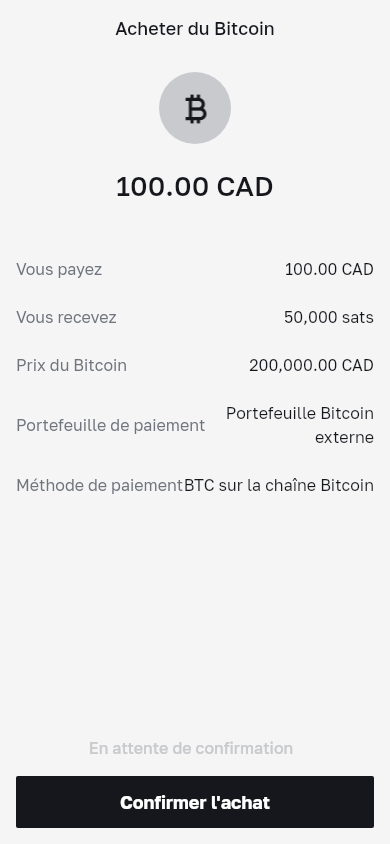 Acheter du Bitcoin
₿
100.00 CAD
Vous payez 100.00 CAD
Vous recevez 50,000 sats
Prix du Bitcoin 200,000.00 CAD
Portefeuille de paiement Portefeuille Bitcoin
externe
Méthode de paiement BTC sur la chaîne Bitcoin
En attente de confirmation
Confirmer l'achat